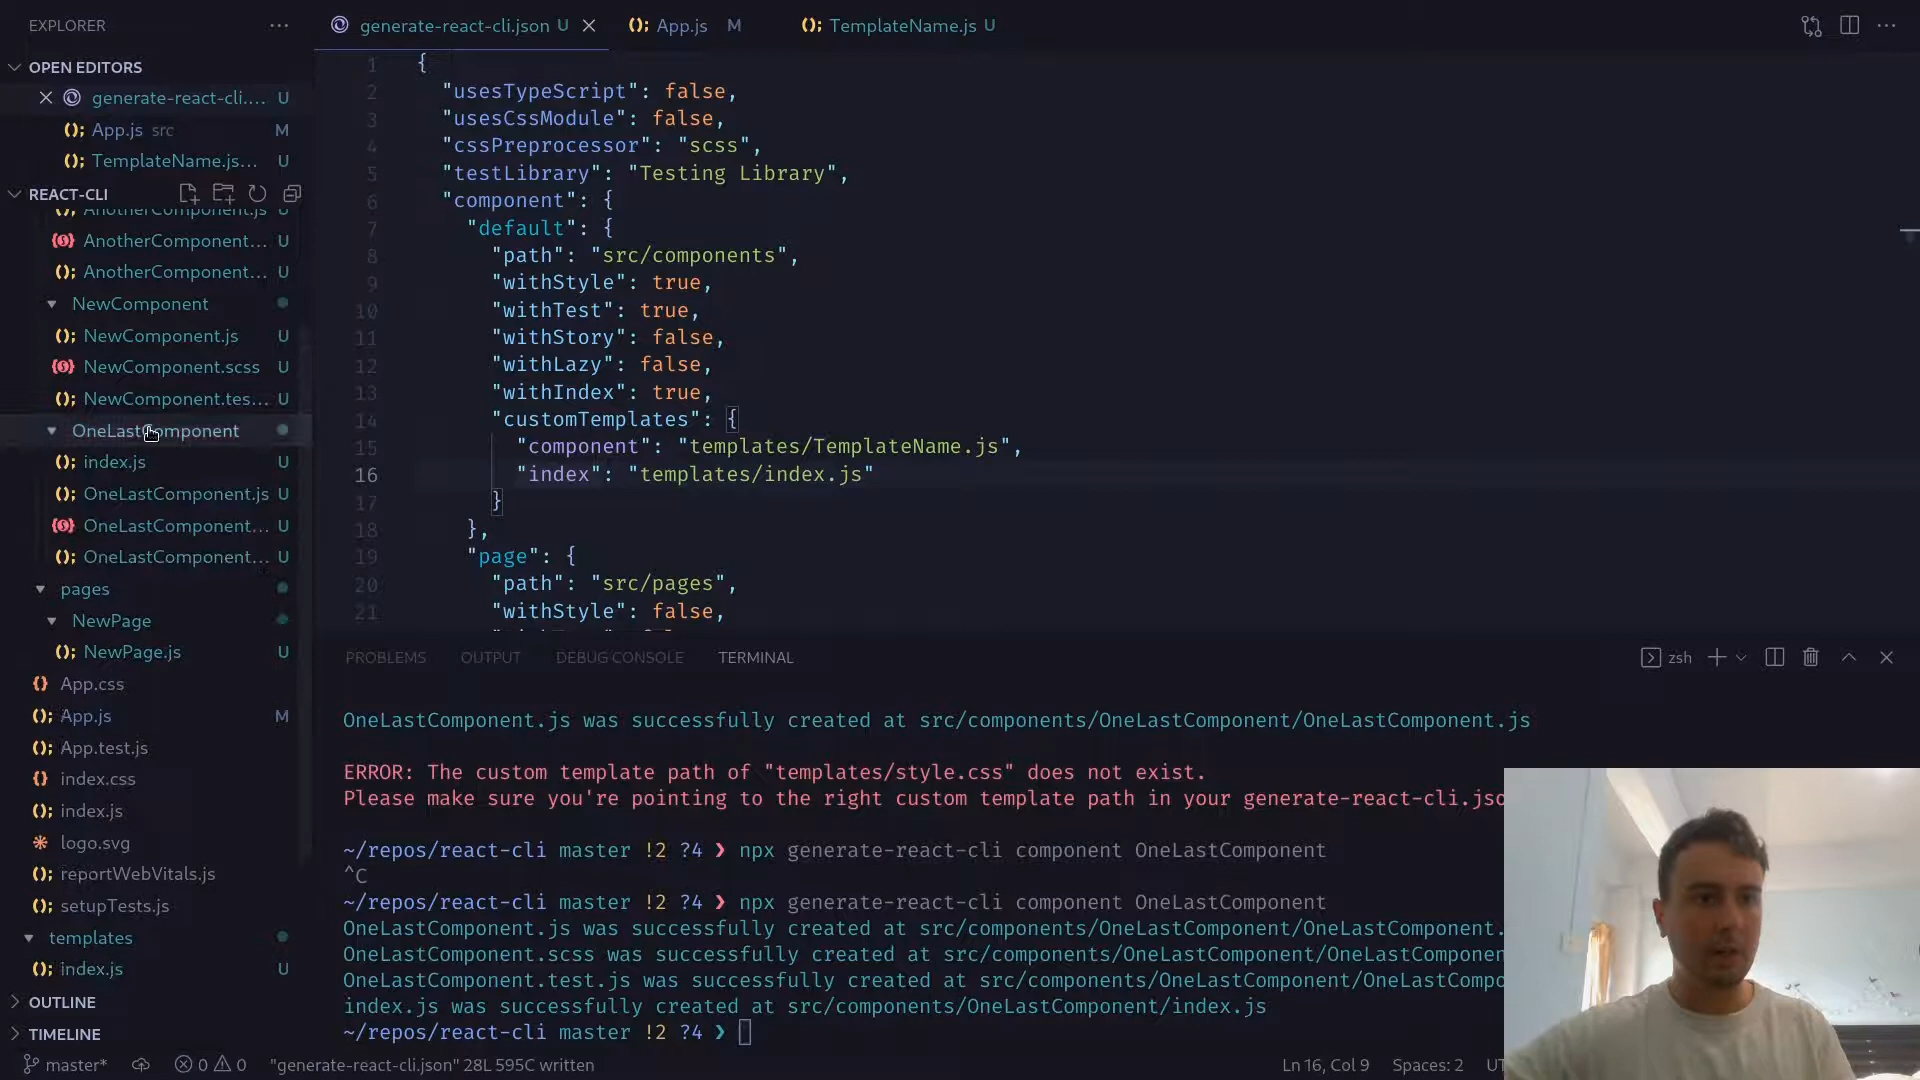 EXPLORER
generate-react-cli.json U
App.js M
TemplateName.js U
OPEN EDITORS
generate-react-cli.... U
App.js src M
TemplateName.js... U
REACT-CLI
AnotherComponent.js U
AnotherComponent... U
AnotherComponent... U
NewComponent
NewComponent.js U
NewComponent.scss U
NewComponent.tes... U
OneLastComponent
index.js U
OneLastComponent.js U
OneLastComponent... U
OneLastComponent... U
pages
NewPage
NewPage.js U
App.css
App.js M
App.test.js
index.css
index.js
logo.svg
reportWebVitals.js
setupTests.js
templates
index.js U
OUTLINE
TIMELINE
1 {
2 "usesTypeScript": false,
3 "usesCssModule": false,
4 "cssPreprocessor": "scss",
5 "testLibrary": "Testing Library",
6 "component": {
7 "default": {
8 "path": "src/components",
9 "withStyle": true,
10 "withTest": true,
11 "withStory": false,
12 "withLazy": false,
13 "withIndex": true,
14 "customTemplates": {
15 "component": "templates/TemplateName.js",
16 "index": "templates/index.js"
17 }
18 },
19 "page": {
20 "path": "src/pages",
21 "withStyle": false,
PROBLEMS OUTPUT DEBUG CONSOLE TERMINAL
zsh
OneLastComponent.js was successfully created at src/components/OneLastComponent/OneLastComponent.js
ERROR: The custom template path of "templates/style.css" does not exist.
Please make sure you're pointing to the right custom template path in your generate-react-cli.jso
~/repos/react-cli master !2 ?4 ❯ npx generate-react-cli component OneLastComponent
^C
~/repos/react-cli master !2 ?4 ❯ npx generate-react-cli component OneLastComponent
OneLastComponent.js was successfully created at src/components/OneLastComponent/OneLastComponent.
OneLastComponent.scss was successfully created at src/components/OneLastComponent/OneLastComponen
OneLastComponent.test.js was successfully created at src/components/OneLastComponent/OneLastCompo
index.js was successfully created at src/components/OneLastComponent/index.js
~/repos/react-cli master !2 ?4 ❯
master* 0 0 "generate-react-cli.json" 28L 595C written Ln 16, Col 9 Spaces: 2 UT